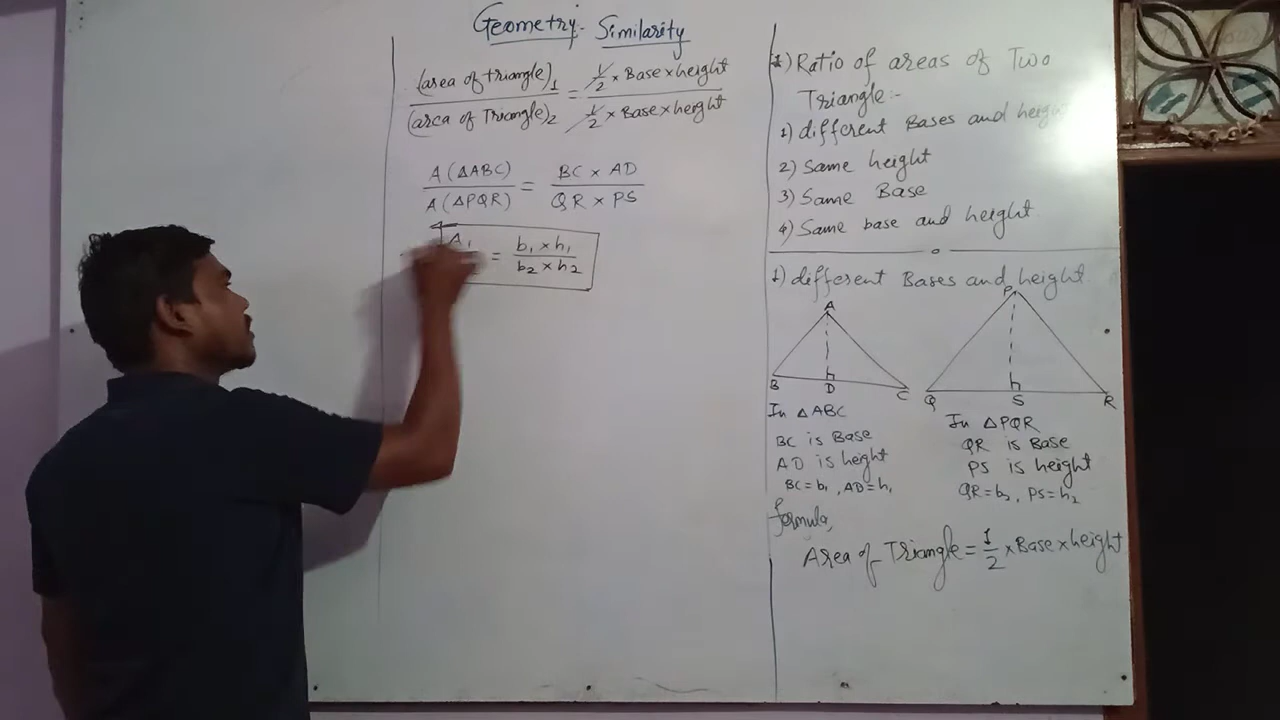 Geometry - Similarity
(area of triangle)₁ / (area of Triangle)₂ = 1/2 × Base × height / 1/2 × Base × height
A (△ABC) / A (△PQR) = BC × AD / QR × PS
A₁ = b₁ × h₁ / b₂ × h₂
1) Ratio of areas of Two
Triangle:-
1) different Bases and heigh
2) Same height
3) Same Base
4) Same base and height
1) different Bases and height
A
B
h
D
C
P
Q
h
S
R
In △ABC
BC is Base
AD is height
BC = b₁, AD = h₁
In △PQR
QR is Base
PS is height
QR = b₂, PS = h₂
formula,
Area of Triangle = 1/2 × Base × height